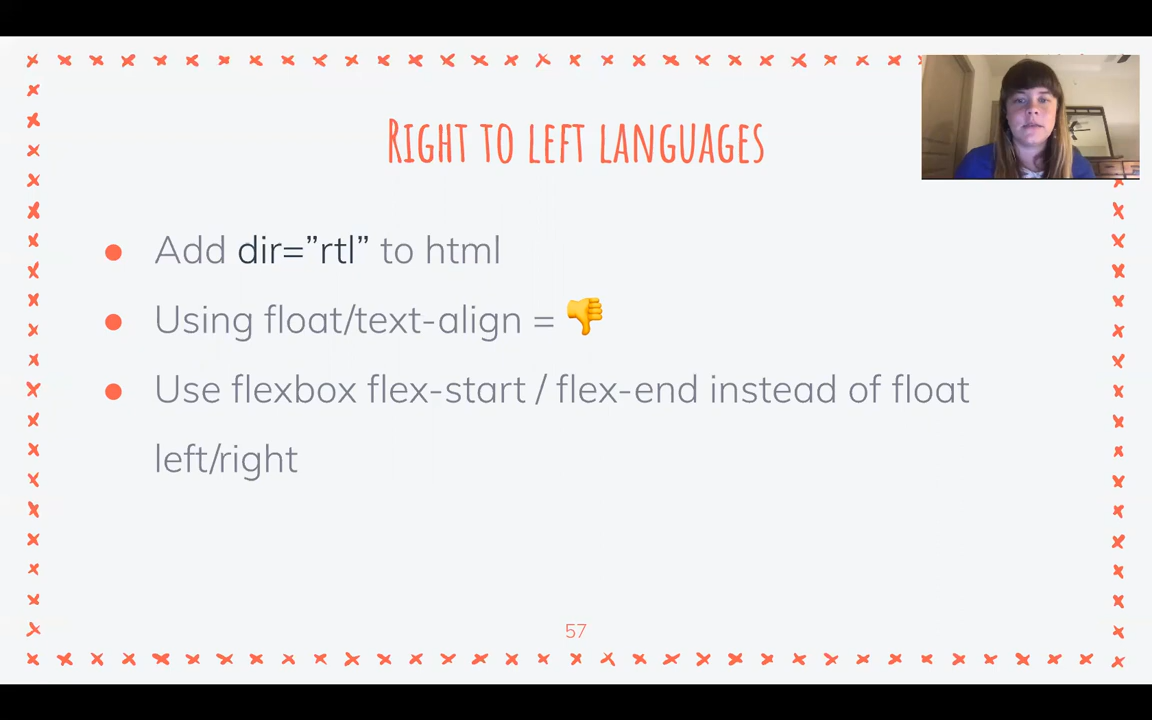 Right to left languages
Add dir=”rtl” to html
Using float/text-align = 👎
Use flexbox flex-start / flex-end instead of float
left/right
57